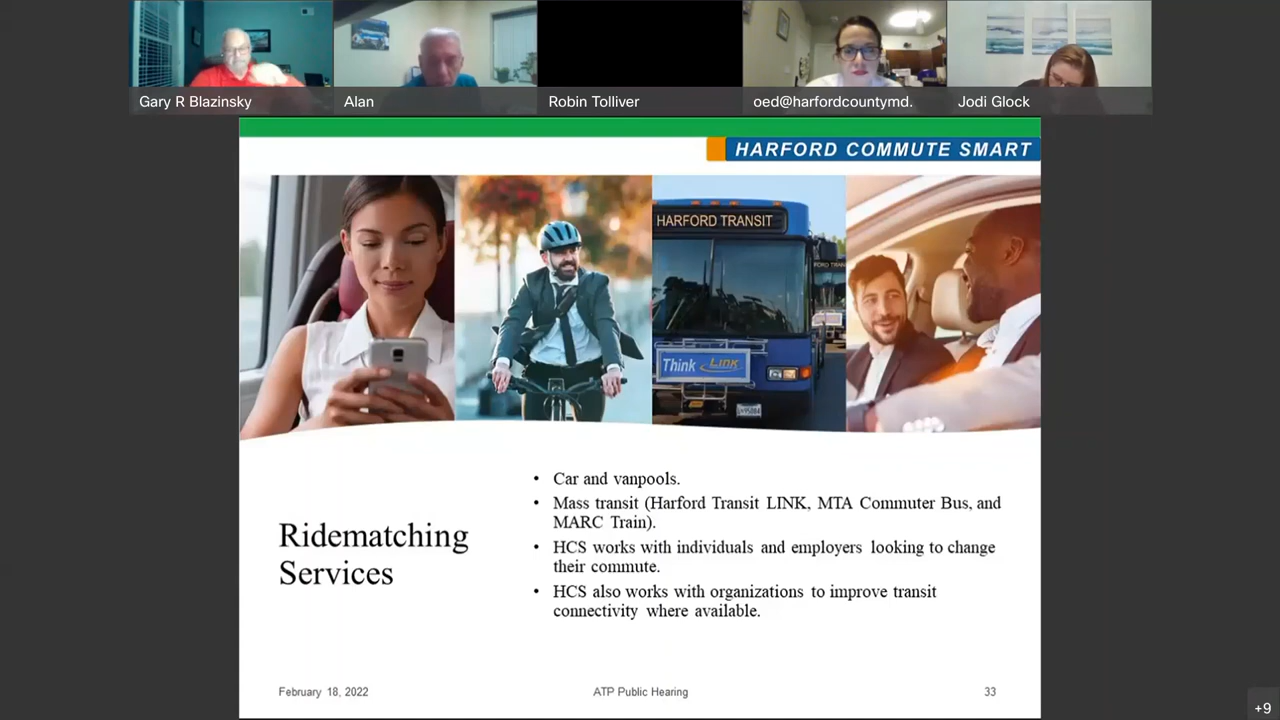 Gary R Blazinsky
Alan
Robin Tolliver
oed@harfordcountymd.
Jodi Glock
HARFORD COMMUTE SMART
HARFORD TRANSIT
Think LINK
• Car and vanpools.
• Mass transit (Harford Transit LINK, MTA Commuter Bus, and
MARC Train).
Ridematching
Services
• HCS works with individuals and employers looking to change
their commute.
• HCS also works with organizations to improve transit
connectivity where available.
February 18, 2022
ATP Public Hearing
33
+9